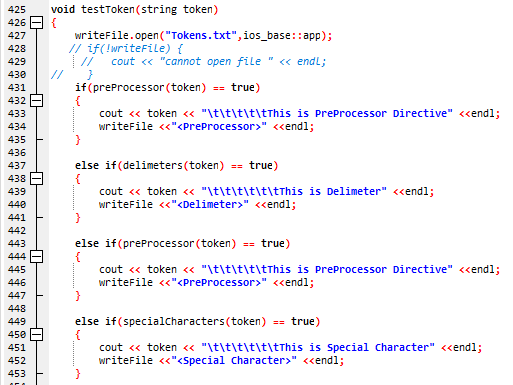 425 void testToken(string token)
426 {
427 writeFile.open("Tokens.txt",ios_base::app);
428 // if(!writeFile) {
429 // cout << "cannot open file " << endl;
430 // }
431 if(preProcessor(token) == true)
432 {
433 cout << token << "\t\t\t\t\tThis is PreProcessor Directive" <<endl;
434 writeFile <<"<PreProcessor>" <<endl;
435 }
436
437 else if(delimeters(token) == true)
438 {
439 cout << token << "\t\t\t\t\t\tThis is Delimeter" <<endl;
440 writeFile <<"<Delimeter>" <<endl;
441 }
442
443 else if(preProcessor(token) == true)
444 {
445 cout << token << "\t\t\t\t\tThis is PreProcessor Directive" <<endl;
446 writeFile <<"<PreProcessor>" <<endl;
447 }
448
449 else if(specialCharacters(token) == true)
450 {
451 cout << token << "\t\t\t\t\t\tThis is Special Character" <<endl;
452 writeFile <<"<Special Character>" <<endl;
453 }